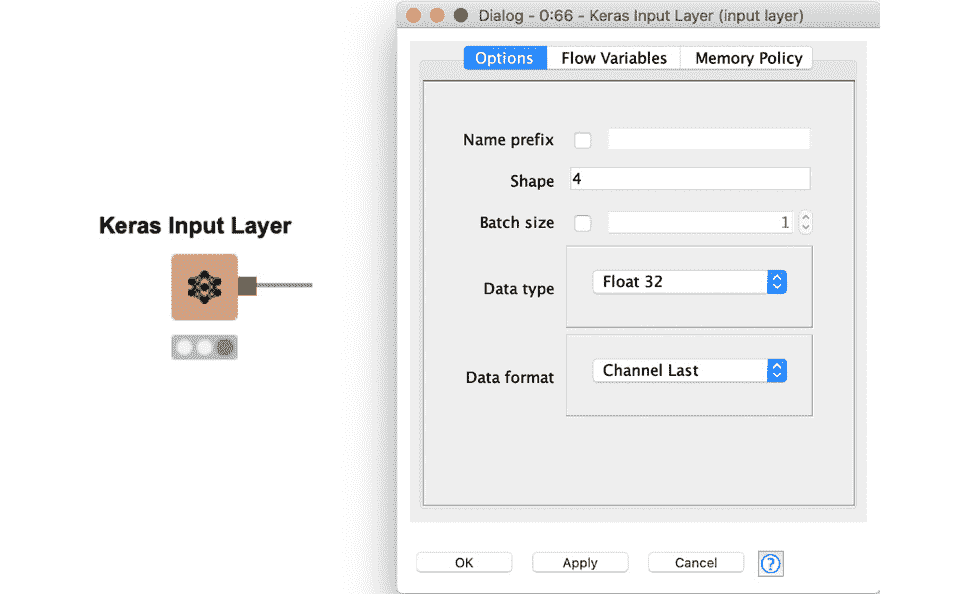 Dialog - 0:66 - Keras Input Layer (input layer)
Options Flow Variables Memory Policy
Name prefix
Shape 4
Keras Input Layer
Batch size 1
Data type Float 32
Data format Channel Last
OK Apply Cancel ?